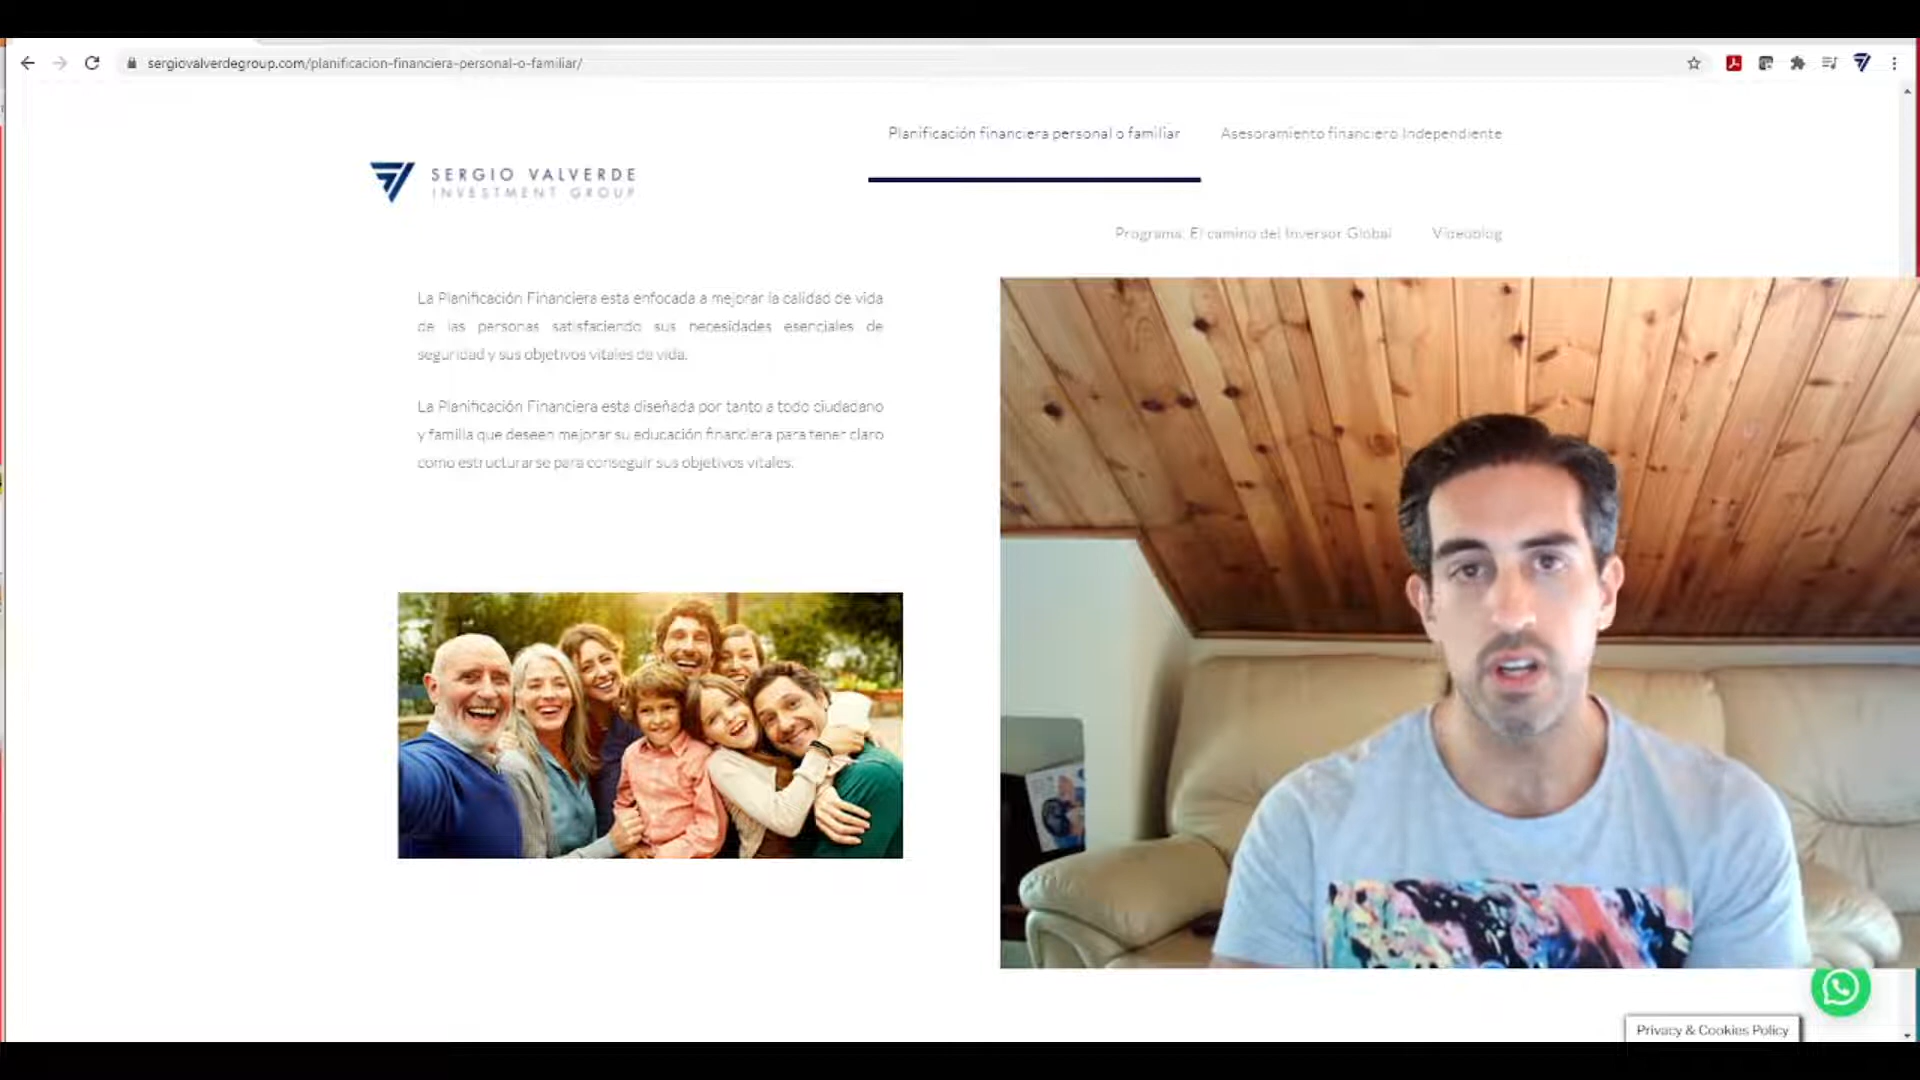 sergiovalverdegroup.com/planificacion-financiera-personal-o-familiar/
Planificación financiera personal o familiar
Asesoramiento financiero Independiente
SERGIO VALVERDE
INVESTMENT GROUP
Programa: El camino del Inversor Global
Videoblog
La Planificación Financiera esta enfocada a mejorar la calidad de vida
de las personas satisfaciendo sus necesidades esenciales de
seguridad y sus objetivos vitales de vida.
La Planificación Financiera esta diseñada por tanto a todo ciudadano
y familia que deseen mejorar su educación financiera para tener claro
como estructurarse para conseguir sus objetivos vitales.
Privacy & Cookies Policy